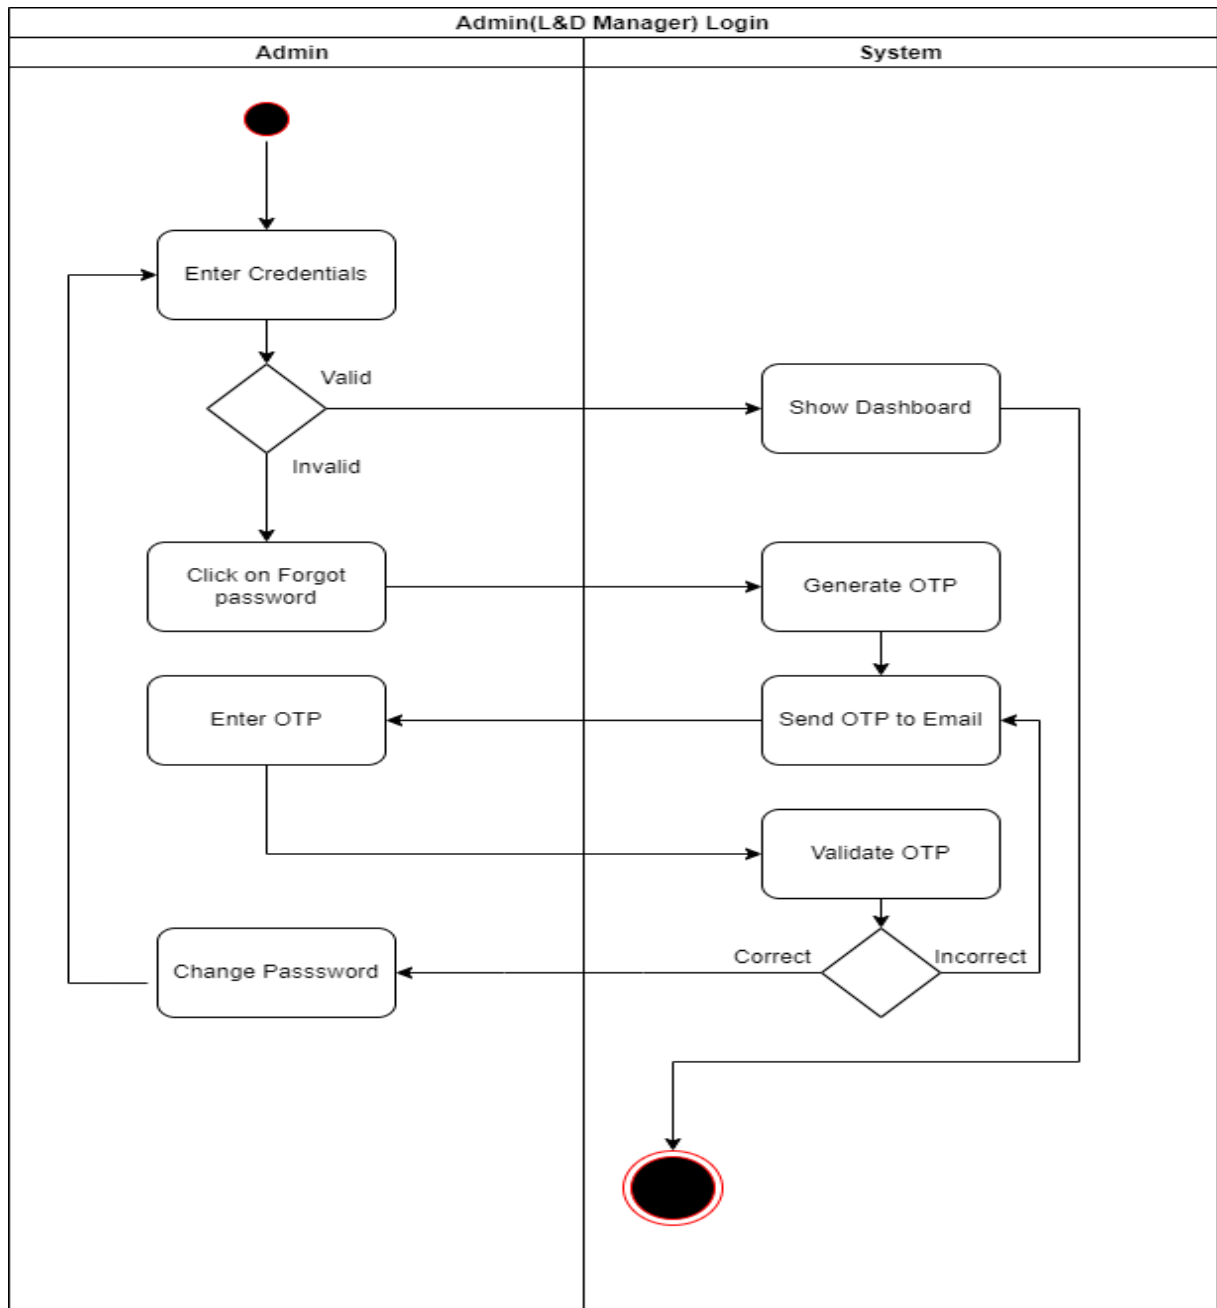 Admin(L&D Manager) Login
Admin
System
Enter Credentials
Valid
Show Dashboard
Invalid
Click on Forgot
password
Generate OTP
Enter OTP
Send OTP to Email
Validate OTP
Correct
Incorrect
Change Passsword